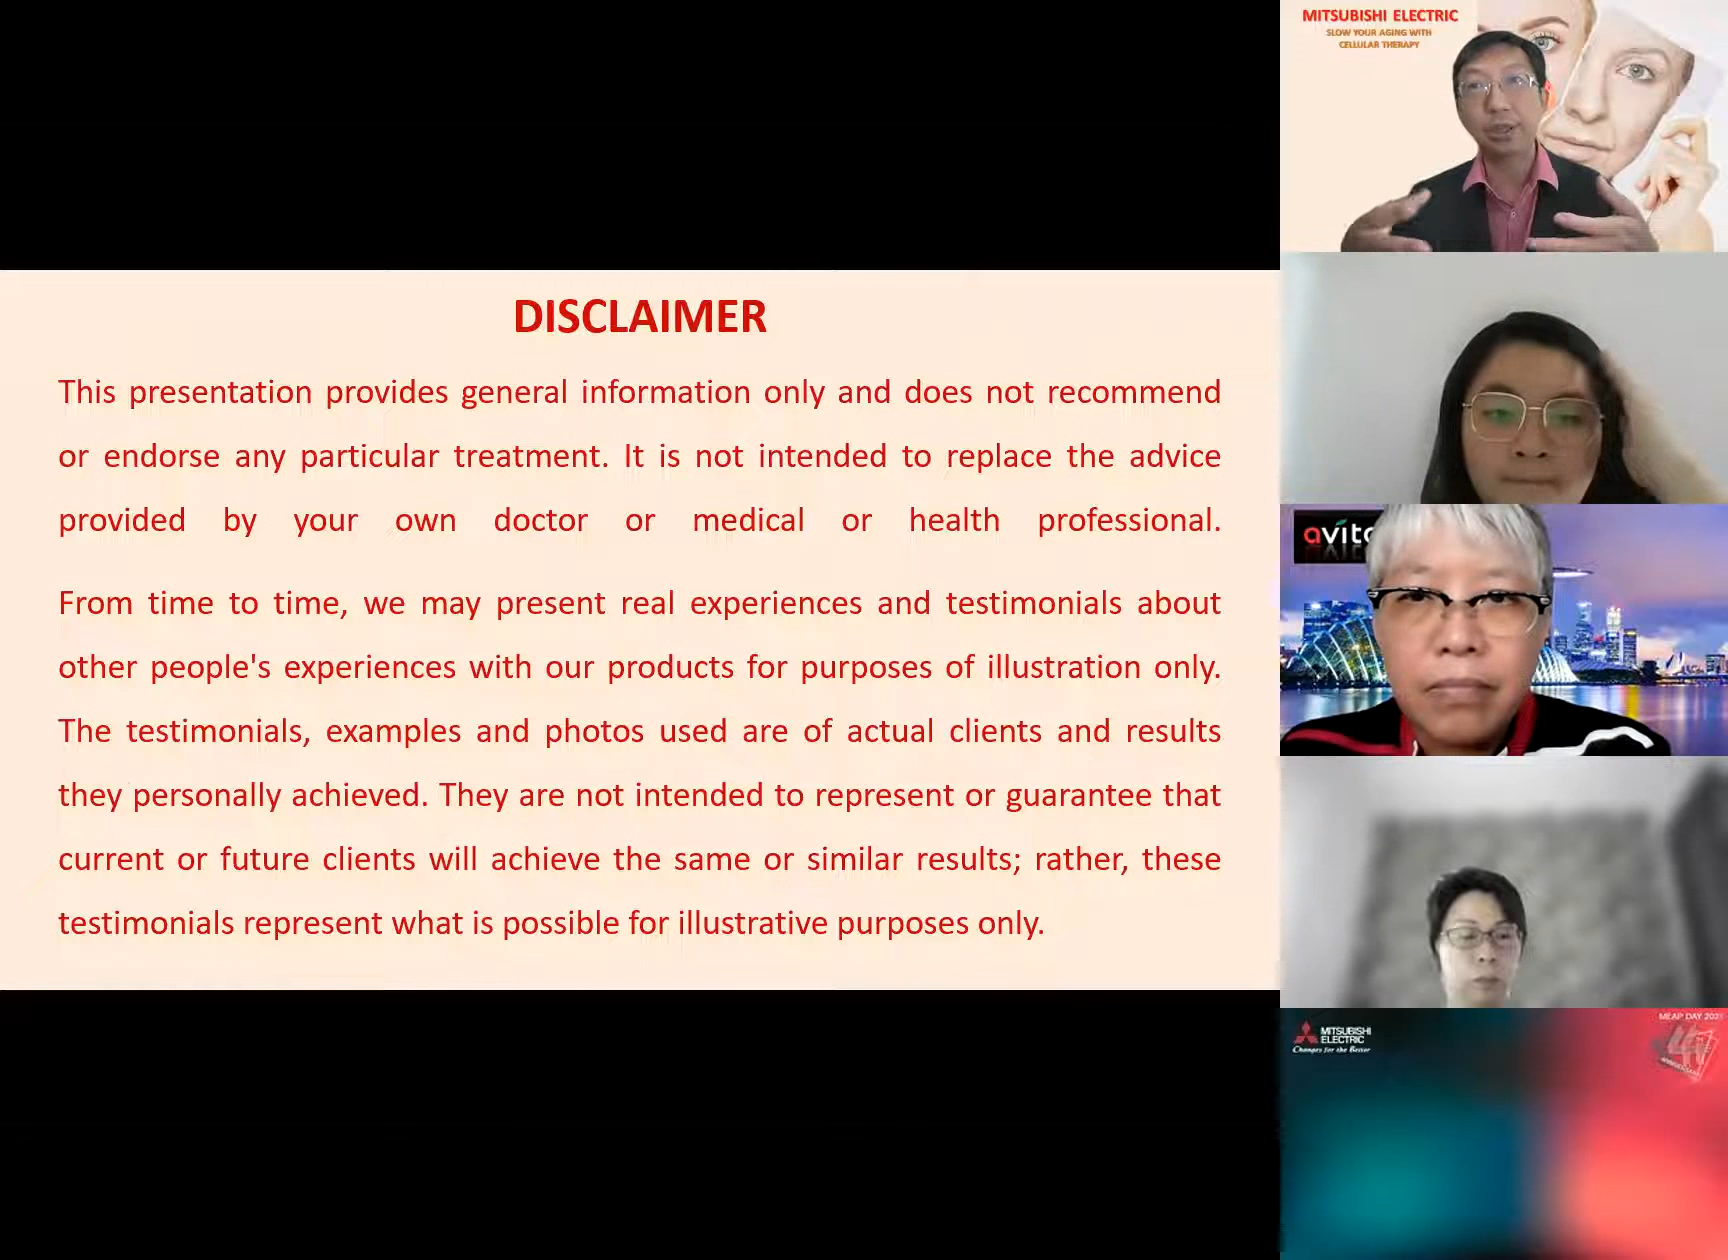 DISCLAIMER
This presentation provides general information only and does not recommend
or endorse any particular treatment. It is not intended to replace the advice
provided by your own doctor or medical or health professional.
From time to time, we may present real experiences and testimonials about
other people's experiences with our products for purposes of illustration only.
The testimonials, examples and photos used are of actual clients and results
they personally achieved. They are not intended to represent or guarantee that
current or future clients will achieve the same or similar results; rather, these
testimonials represent what is possible for illustrative purposes only.
MITSUBISHI ELECTRIC
SLOW YOUR AGING WITH
CELLULAR THERAPY
MITSUBISHI
ELECTRIC
Changes for the Better
MEAP DAY